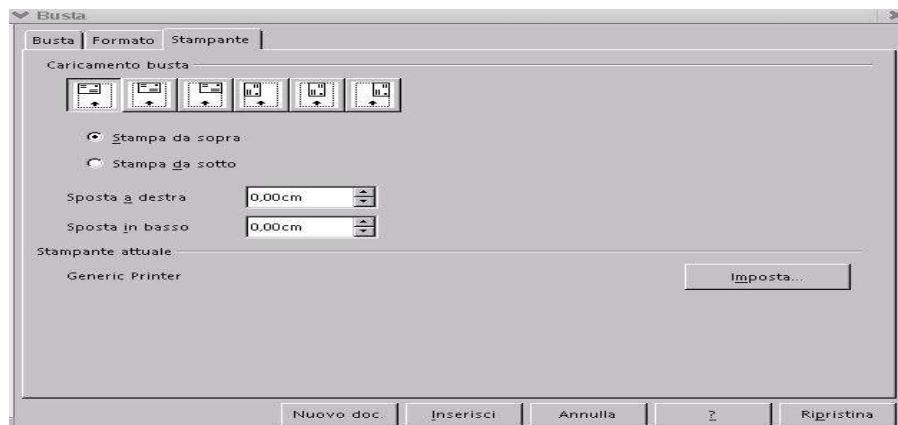 Busta
Busta Formato Stampante
Caricamento busta
Stampa da sopra
Stampa da sotto
Sposta a destra 0,00cm
Sposta in basso 0,00cm
Stampante attuale
Generic Printer Imposta...
Nuovo doc. Inserisci Annulla ? Ripristina